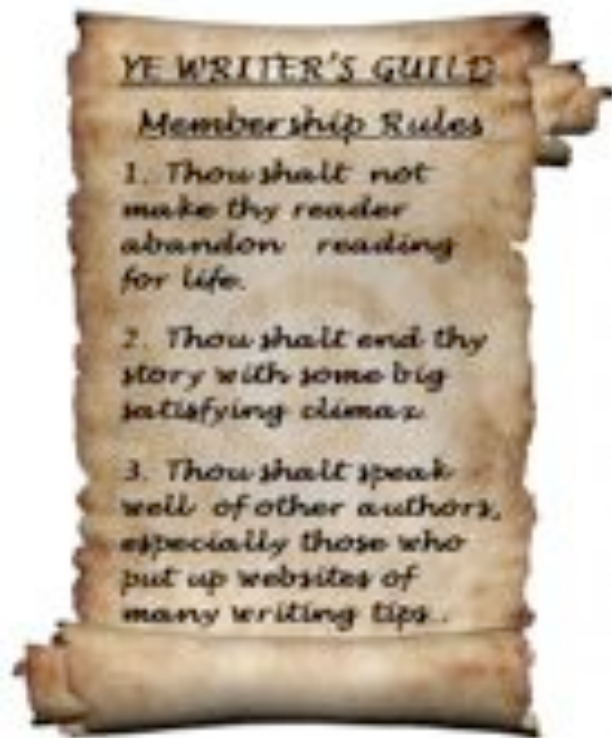 YE WRITER'S GUILD
Membership Rules
1. Thou shalt not
make thy reader
abandon reading
for life.
2. Thou shalt end thy
story with some big
satisfying climax
3. Thou shalt speak
well of other authors,
especially those who
put up websites of
many writing tips.